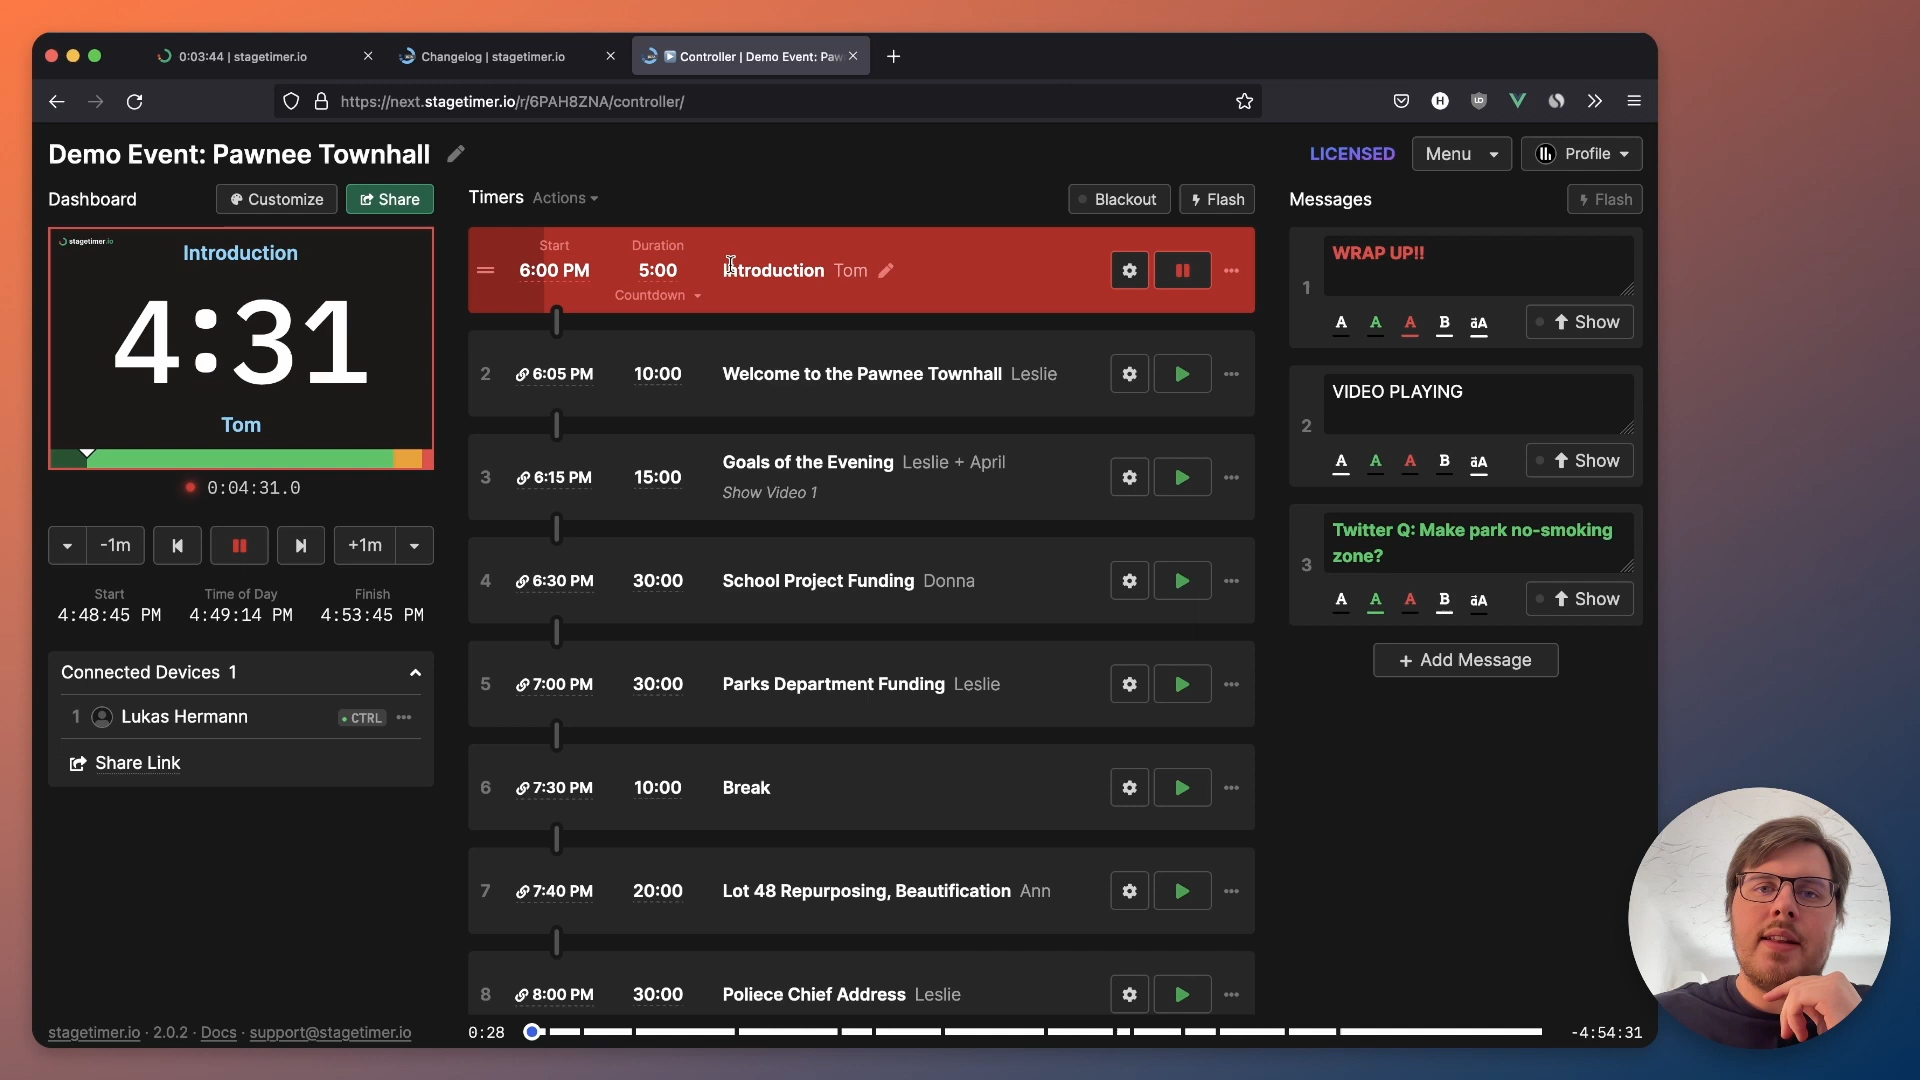 0:03:44 | stagetimer.io
Changelog | stagetimer.io
Controller | Demo Event: Paw
https://next.stagetimer.io/r/6PAH8ZNA/controller/
Demo Event: Pawnee Townhall
LICENSED
Menu
Profile
Dashboard
Customize
Share
stagetimer.io
Introduction
4:31
Tom
0:04:31.0
-1m
+1m
Start
Time of Day
Finish
4:48:45 PM
4:49:14 PM
4:53:45 PM
Connected Devices 1
1 Lukas Hermann
CTRL
Share Link
stagetimer.io · 2.0.2 · Docs · support@stagetimer.io
Timers Actions
Blackout
Flash
Start
Duration
6:00 PM 5:00 Introduction Tom
Countdown
2 6:05 PM 10:00 Welcome to the Pawnee Townhall Leslie
3 6:15 PM 15:00 Goals of the Evening Leslie + April
Show Video 1
4 6:30 PM 30:00 School Project Funding Donna
5 7:00 PM 30:00 Parks Department Funding Leslie
6 7:30 PM 10:00 Break
7 7:40 PM 20:00 Lot 48 Repurposing, Beautification Ann
8 8:00 PM 30:00 Poliece Chief Address Leslie
0:28
-4:54:31
Messages
Flash
1
WRAP UP!!
A A A B aA
Show
2
VIDEO PLAYING
A A A B aA
Show
3
Twitter Q: Make park no-smoking
zone?
A A A B aA
Show
+ Add Message